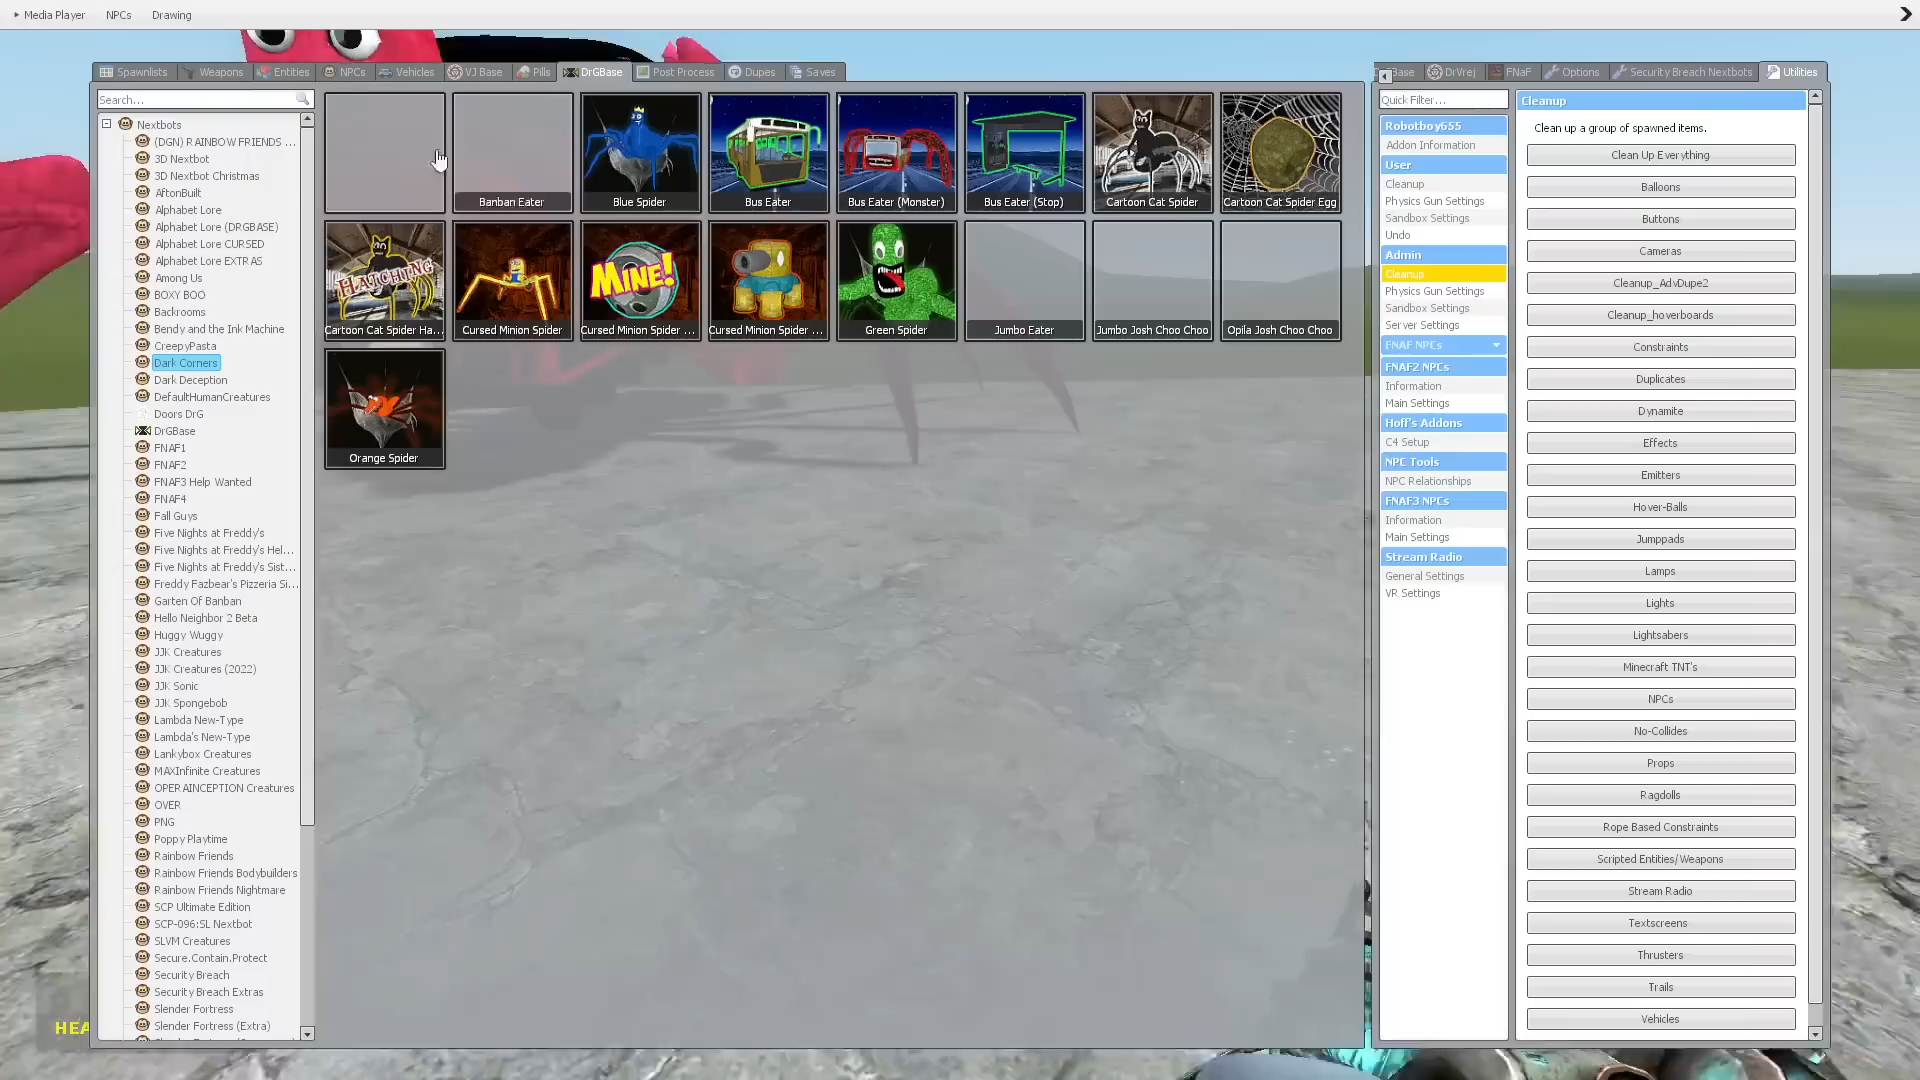 Media Player
NPCs
Drawing
Spawnlists
Weapons
Entities
NPCs
Vehicles
VJ Base
Pills
DrGBase
Post Process
Dupes
Saves
Base
DrVrej
FNaF
Options
Security Breach Nextbots
Utilities
Search...
Nextbots
(DGN) RAINBOW FRIENDS ...
3D Nextbot
3D Nextbot Christmas
AftonBuilt
Alphabet Lore
Alphabet Lore (DRGBASE)
Alphabet Lore CURSED
Alphabet Lore EXTRAS
Among Us
BOXY BOO
Backrooms
Bendy and the Ink Machine
CreepyPasta
Dark Corners
Dark Deception
DefaultHumanCreatures
Doors DrG
DrGBase
FNAF1
FNAF2
FNAF3 Help Wanted
FNAF4
Fall Guys
Five Nights at Freddy's
Five Nights at Freddy's Hel...
Five Nights at Freddy's Sist...
Freddy Fazbear's Pizzeria Si...
Garten Of Banban
Hello Neighbor 2 Beta
Huggy Wuggy
JJK Creatures
JJK Creatures (2022)
JJK Sonic
JJK Spongebob
Lambda New-Type
Lambda's New-Type
Lankybox Creatures
MAXInfinite Creatures
OPERAINCEPTION Creatures
OVER
PNG
Poppy Playtime
Rainbow Friends
Rainbow Friends Bodybuilders
Rainbow Friends Nightmare
SCP Ultimate Edition
SCP-096:SL Nextbot
SLVM Creatures
Secure.Contain.Protect
Security Breach
Security Breach Extras
Slender Fortress
Slender Fortress (Extra)
Banban Eater
Blue Spider
Bus Eater
Bus Eater (Monster)
Bus Eater (Stop)
Cartoon Cat Spider
Cartoon Cat Spider Egg
HATCHING
Cartoon Cat Spider Ha...
Cursed Minion Spider
MINE!
Cursed Minion Spider ...
Cursed Minion Spider ...
Green Spider
Jumbo Eater
Jumbo Josh Choo Choo
Opila Josh Choo Choo
Orange Spider
Quick Filter...
Robotboy655
Addon Information
User
Cleanup
Physics Gun Settings
Sandbox Settings
Undo
Admin
Cleanup
Physics Gun Settings
Sandbox Settings
Server Settings
FNAF NPCs
FNAF2 NPCs
Information
Main Settings
Hoff's Addons
C4 Setup
NPC Tools
NPC Relationships
FNAF3 NPCs
Information
Main Settings
Stream Radio
General Settings
VR Settings
Cleanup
Clean up a group of spawned items.
Clean Up Everything
Balloons
Buttons
Cameras
Cleanup_AdvDupe2
Cleanup_hoverboards
Constraints
Duplicates
Dynamite
Effects
Emitters
Hover-Balls
Jumppads
Lamps
Lights
Lightsabers
Minecraft TNT's
NPCs
No-Collides
Props
Ragdolls
Rope Based Constraints
Scripted Entities/Weapons
Stream Radio
Textscreens
Thrusters
Trails
Vehicles
HEA